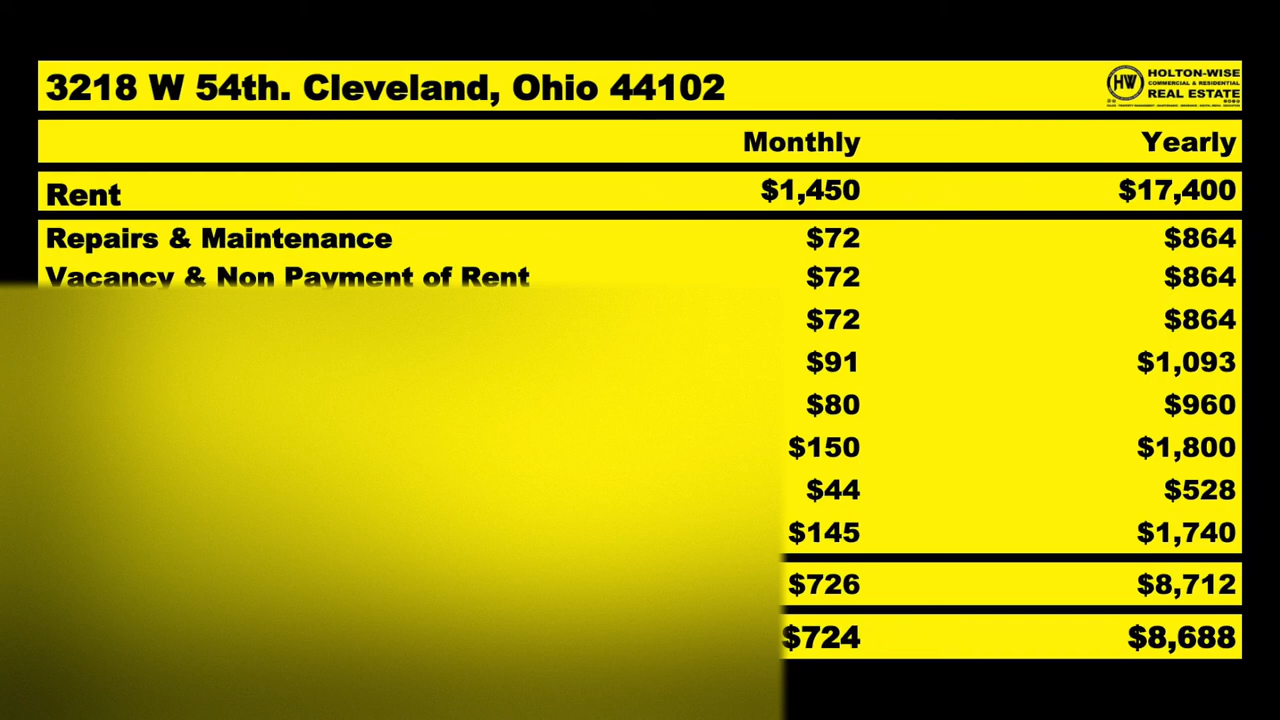 3218 W 54th. Cleveland, Ohio 44102
HW
HOLTON-WISE
COMMERCIAL & RESIDENTIAL
REAL ESTATE
Monthly Yearly
Rent $1,450 $17,400
Repairs & Maintenance $72 $864
Vacancy & Non Payment of Rent $72 $864
$72 $864
$91 $1,093
$80 $960
$150 $1,800
$44 $528
$145 $1,740
$726 $8,712
$724 $8,688